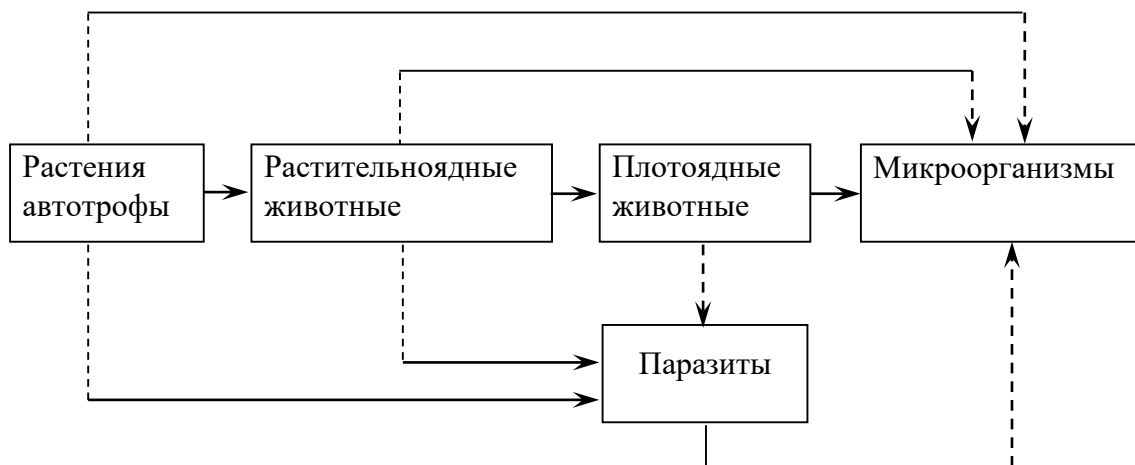 Растения
автотрофы
Растительноядные
животные
Плотоядные
животные
Микроорганизмы
Паразиты